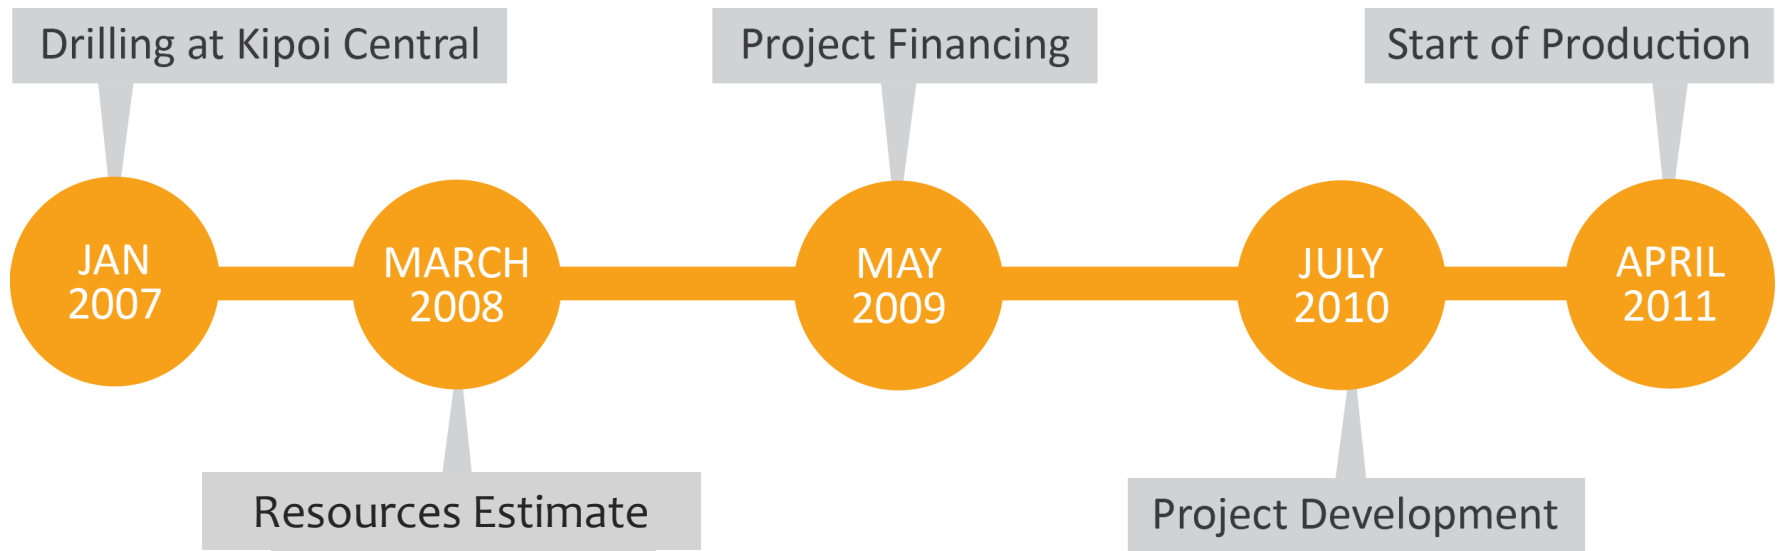 Drilling at Kipoi Central
Project Financing
Start of Production
JAN
2007
MARCH
2008
MAY
2009
JULY
2010
APRIL
2011
Resources Estimate
Project Development